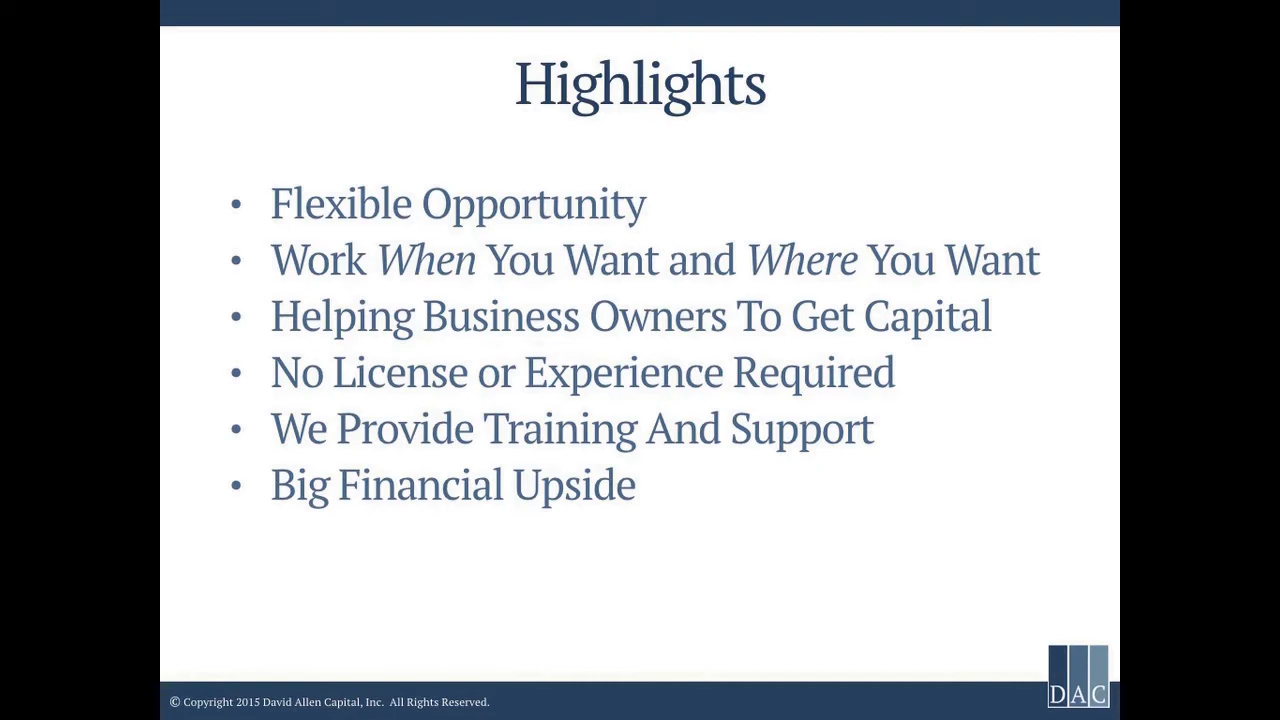 Highlights
• Flexible Opportunity
• Work When You Want and Where You Want
• Helping Business Owners To Get Capital
• No License or Experience Required
• We Provide Training And Support
• Big Financial Upside
DAC
© Copyright 2015 David Allen Capital, Inc. All Rights Reserved.